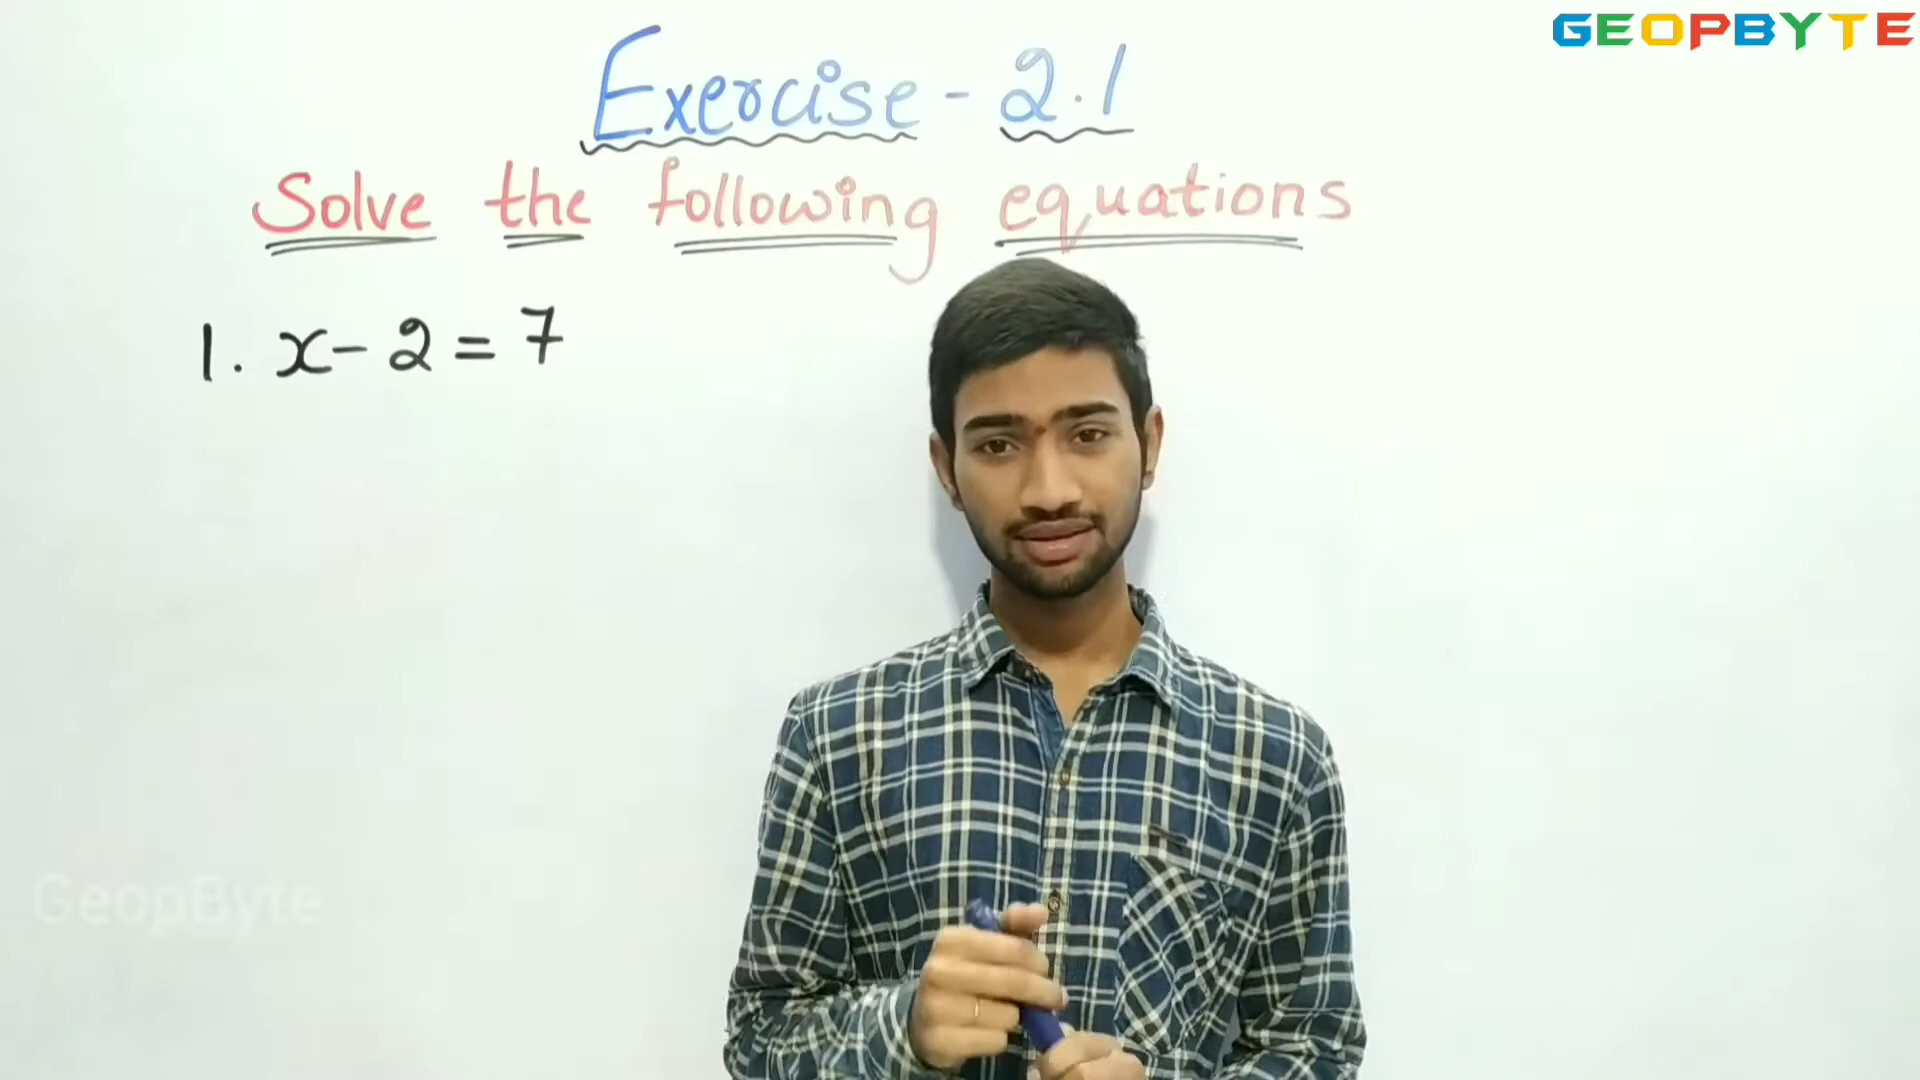 GEOPBYTE
Exercise - 2.1
Solve the following equations
1. x - 2 = 7
GeopByte